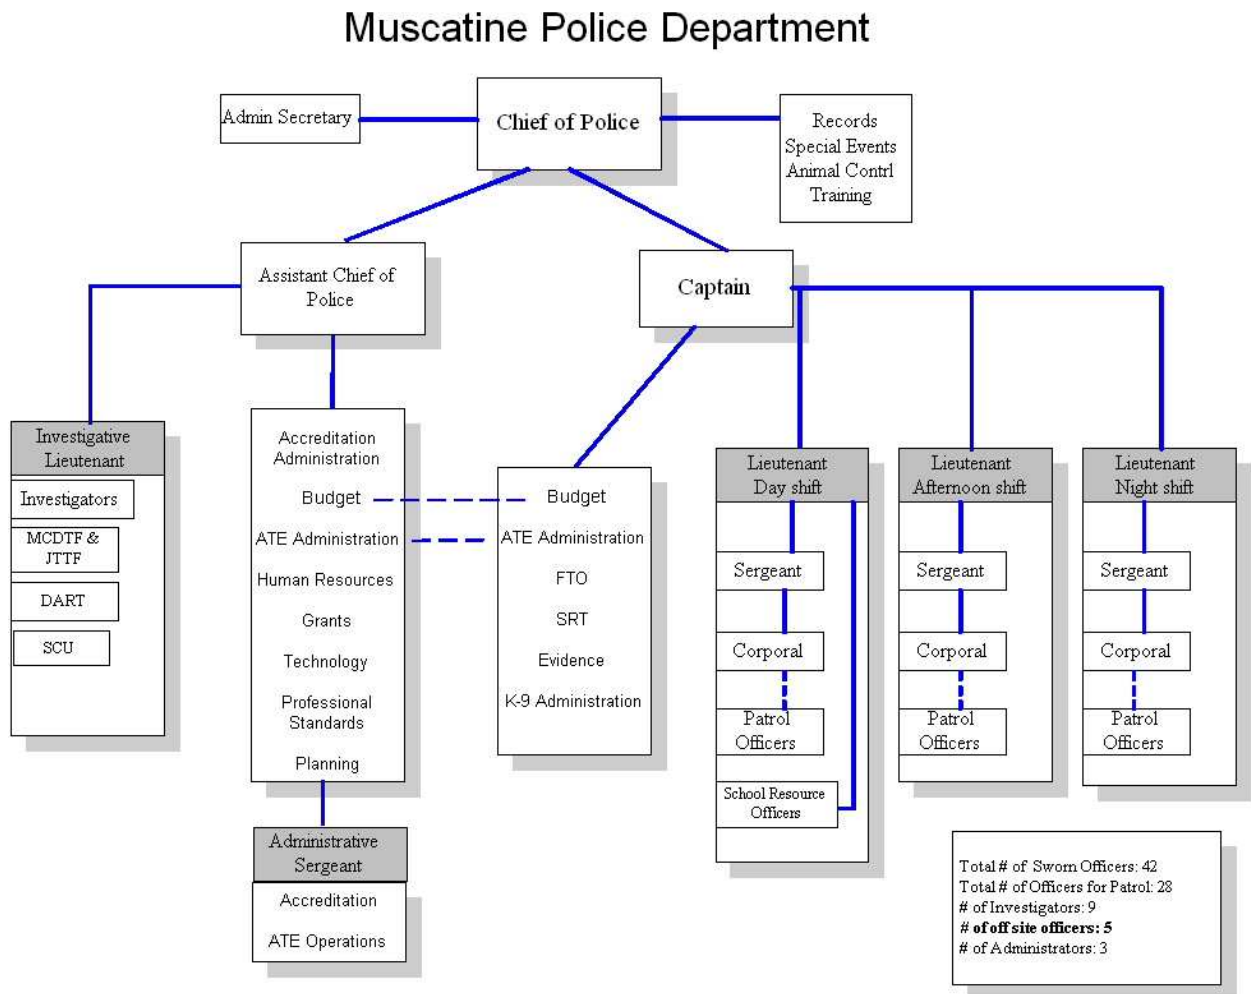 Muscatine Police Department
Admin Secretary
Chief of Police
Records
Special Events
Animal Contrl
Training
Assistant Chief of
Police
Captain
Investigative
Lieutenant
Investigators
MCDTF &
JTTF
DART
SCU
Accreditation
Administration
Budget
ATE Administration
Human Resources
Grants
Technology
Professional
Standards
Planning
Administrative
Sergeant
Accreditation
ATE Operations
Budget
ATE Administration
FTO
SRT
Evidence
K-9 Administration
Lieutenant
Day shift
Sergeant
Corporal
Patrol
Officers
School Resource
Officers
Lieutenant
Afternoon shift
Sergeant
Corporal
Patrol
Officers
Lieutenant
Night shift
Sergeant
Corporal
Patrol
Officers
Total # of Sworn Officers: 42
Total # of Officers for Patrol: 28
# of Investigators: 9
# of off site officers: 5
# of Administrators: 3